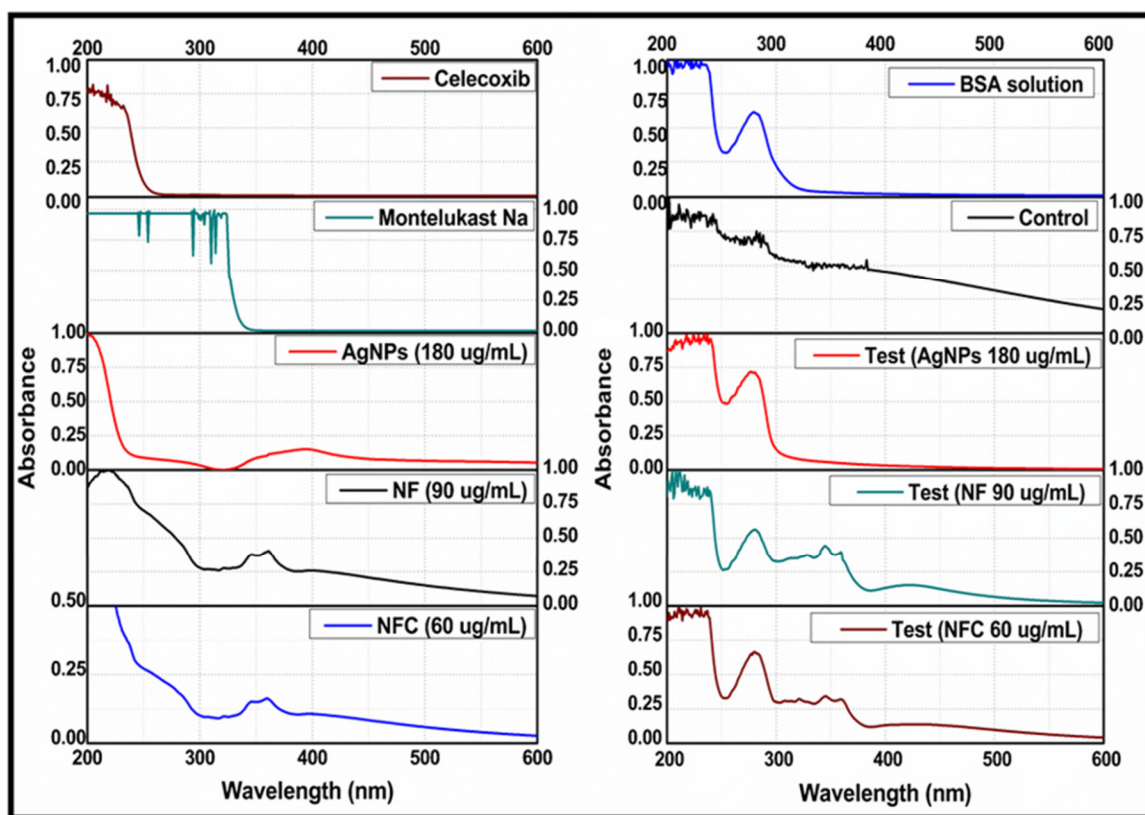 200 300 400 500 600
1.00
0.75
0.50
0.25
0.00
Celecoxib
Montelukast Na
1.00
0.75
0.50
0.25
0.00
1.00
0.75
0.50
0.25
0.00
AgNPs (180 ug/mL)
NF (90 ug/mL)
1.00
0.75
0.50
0.25
0.00
0.50
0.25
0.00
NFC (60 ug/mL)
200 300 400 500 600
Absorbance
Wavelength (nm)
200 300 400 500 600
1.00
0.75
0.50
0.25
0.00
BSA solution
Control
1.00
0.75
0.50
0.25
0.00
1.00
0.75
0.50
0.25
0.00
Test (AgNPs 180 ug/mL)
Test (NF 90 ug/mL)
1.00
0.75
0.50
0.25
0.00
1.00
0.75
0.50
0.25
0.00
Test (NFC 60 ug/mL)
200 300 400 500 600
Absorbance
Wavelength (nm)